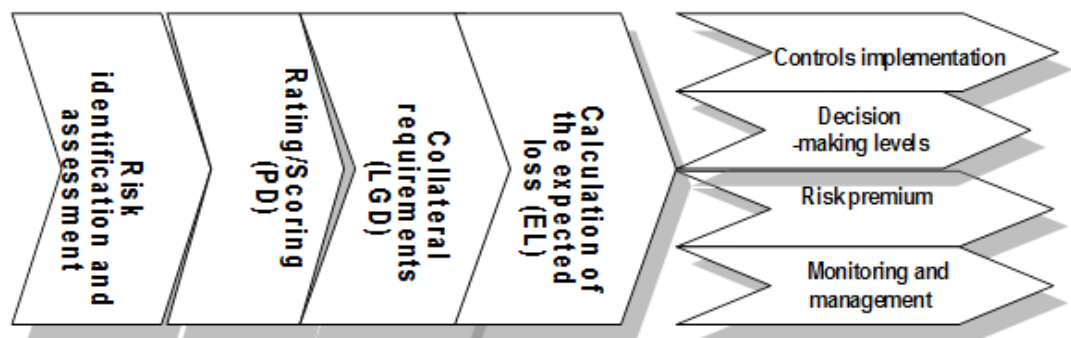 Risk
identification and
assessment
Rating/Scoring
(PD)
Collateral
requirements
(LGD)
Calculation of
the expected
loss (EL)
Controls implementation
Decision
-making levels
Risk premium
Monitoring and
management